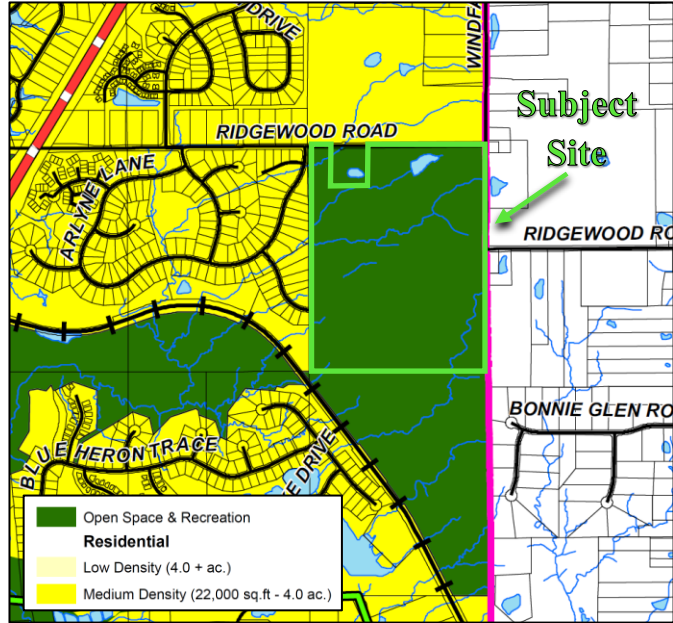 DRIVE
WINDFA
RIDGEWOOD ROAD
Subject
Site
ARLYNE LANE
RIDGEWOOD RO
BONNIE GLEN RO
BLUE HERON TRACE
E DRIVE
Open Space & Recreation
Residential
Low Density (4.0 + ac.)
Medium Density (22,000 sq.ft - 4.0 ac.)